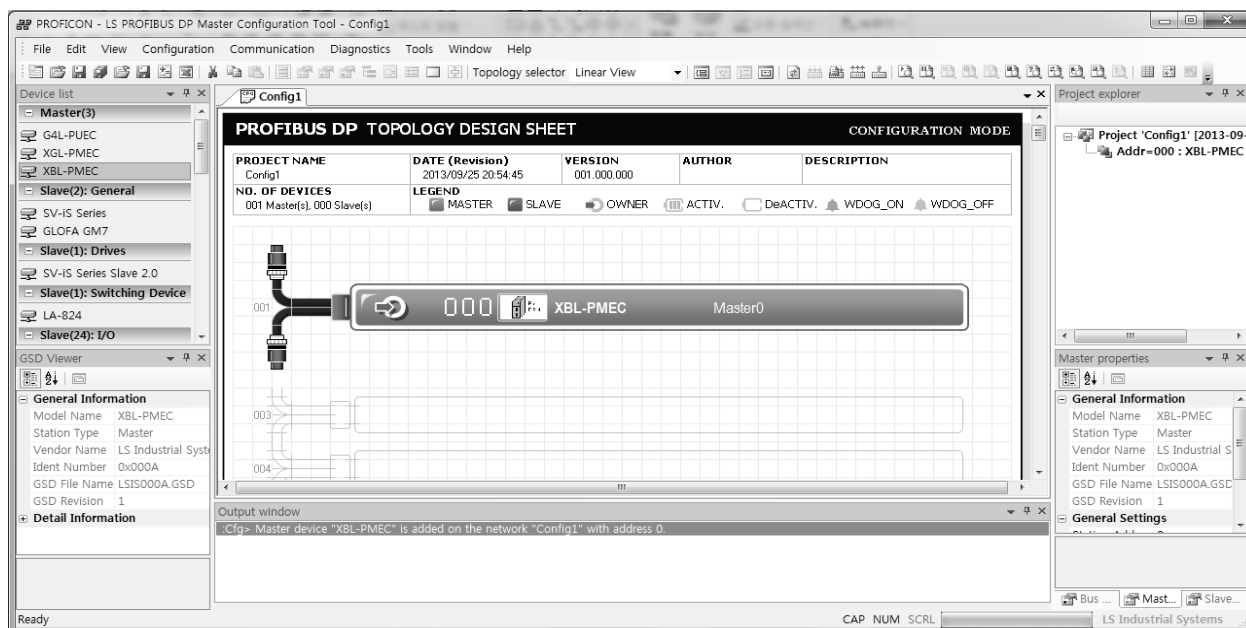 PROFICON - LS PROFIBUS DP Master Configuration Tool - Config1
File Edit View Configuration Communication Diagnostics Tools Window Help
Topology selector Linear View
Device list
Master(3)
G4L-PUEC
XGL-PMEC
XBL-PMEC
Slave(2): General
SV-iS Series
GLOFA GM7
Slave(1): Drives
SV-iS Series Slave 2.0
Slave(1): Switching Device
LA-824
Slave(24): I/O
GSD Viewer
General Information
Model Name XBL-PMEC
Station Type Master
Vendor Name LS Industrial Syst
Ident Number 0x000A
GSD File Name LSIS000A.GSD
GSD Revision 1
Detail Information
Config1
PROFIBUS DP TOPOLOGY DESIGN SHEET CONFIGURATION MODE
PROJECT NAME DATE (Revision) VERSION AUTHOR DESCRIPTION
Config1 2013/09/25 20:54:45 001.000.000
NO. OF DEVICES LEGEND
001 Master(s), 000 Slave(s) MASTER SLAVE OWNER ACTIV. DeACTIV. WDOG_ON WDOG_OFF
001 000 XBL-PMEC Master0
003
004
Output window
:Cfg> Master device "XBL-PMEC" is added on the network "Config1" with address 0.
Project explorer
Project 'Config1' [2013-09-
Addr=000 : XBL-PMEC
Master properties
General Information
Model Name XBL-PMEC
Station Type Master
Vendor Name LS Industrial S
Ident Number 0x000A
GSD File Name LSIS000A.GSD
GSD Revision 1
General Settings
Bus ... Mast... Slave...
Ready CAP NUM SCRL LS Industrial Systems